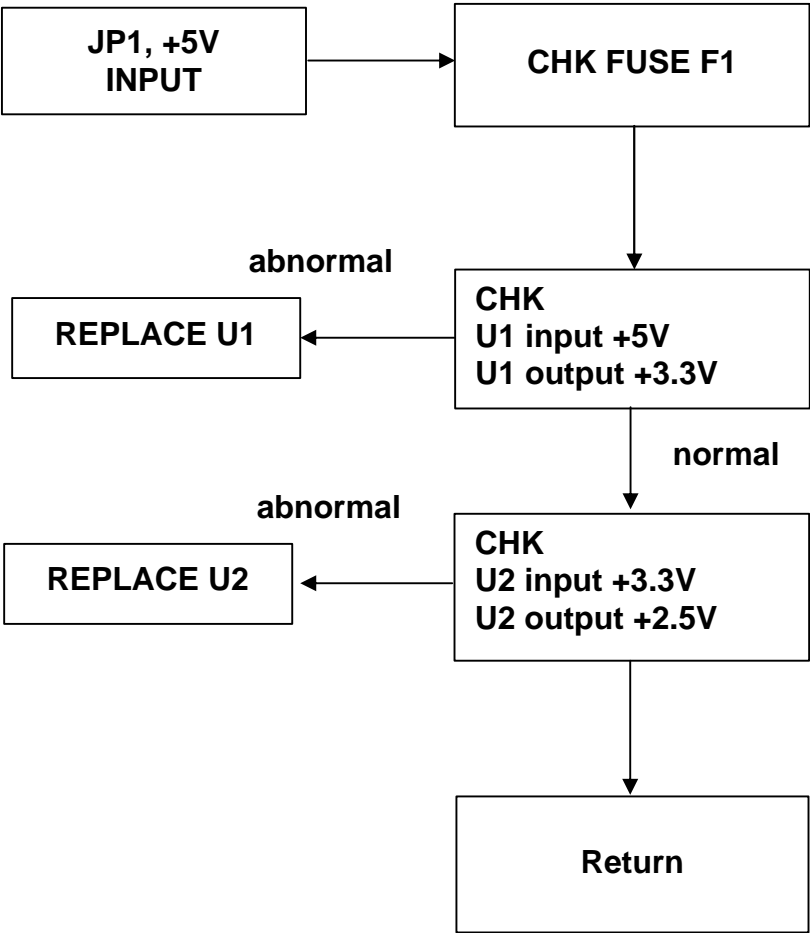 JP1, +5V
INPUT
CHK FUSE F1
abnormal
REPLACE U1
CHK
U1 input +5V
U1 output +3.3V
normal
abnormal
REPLACE U2
CHK
U2 input +3.3V
U2 output +2.5V
Return